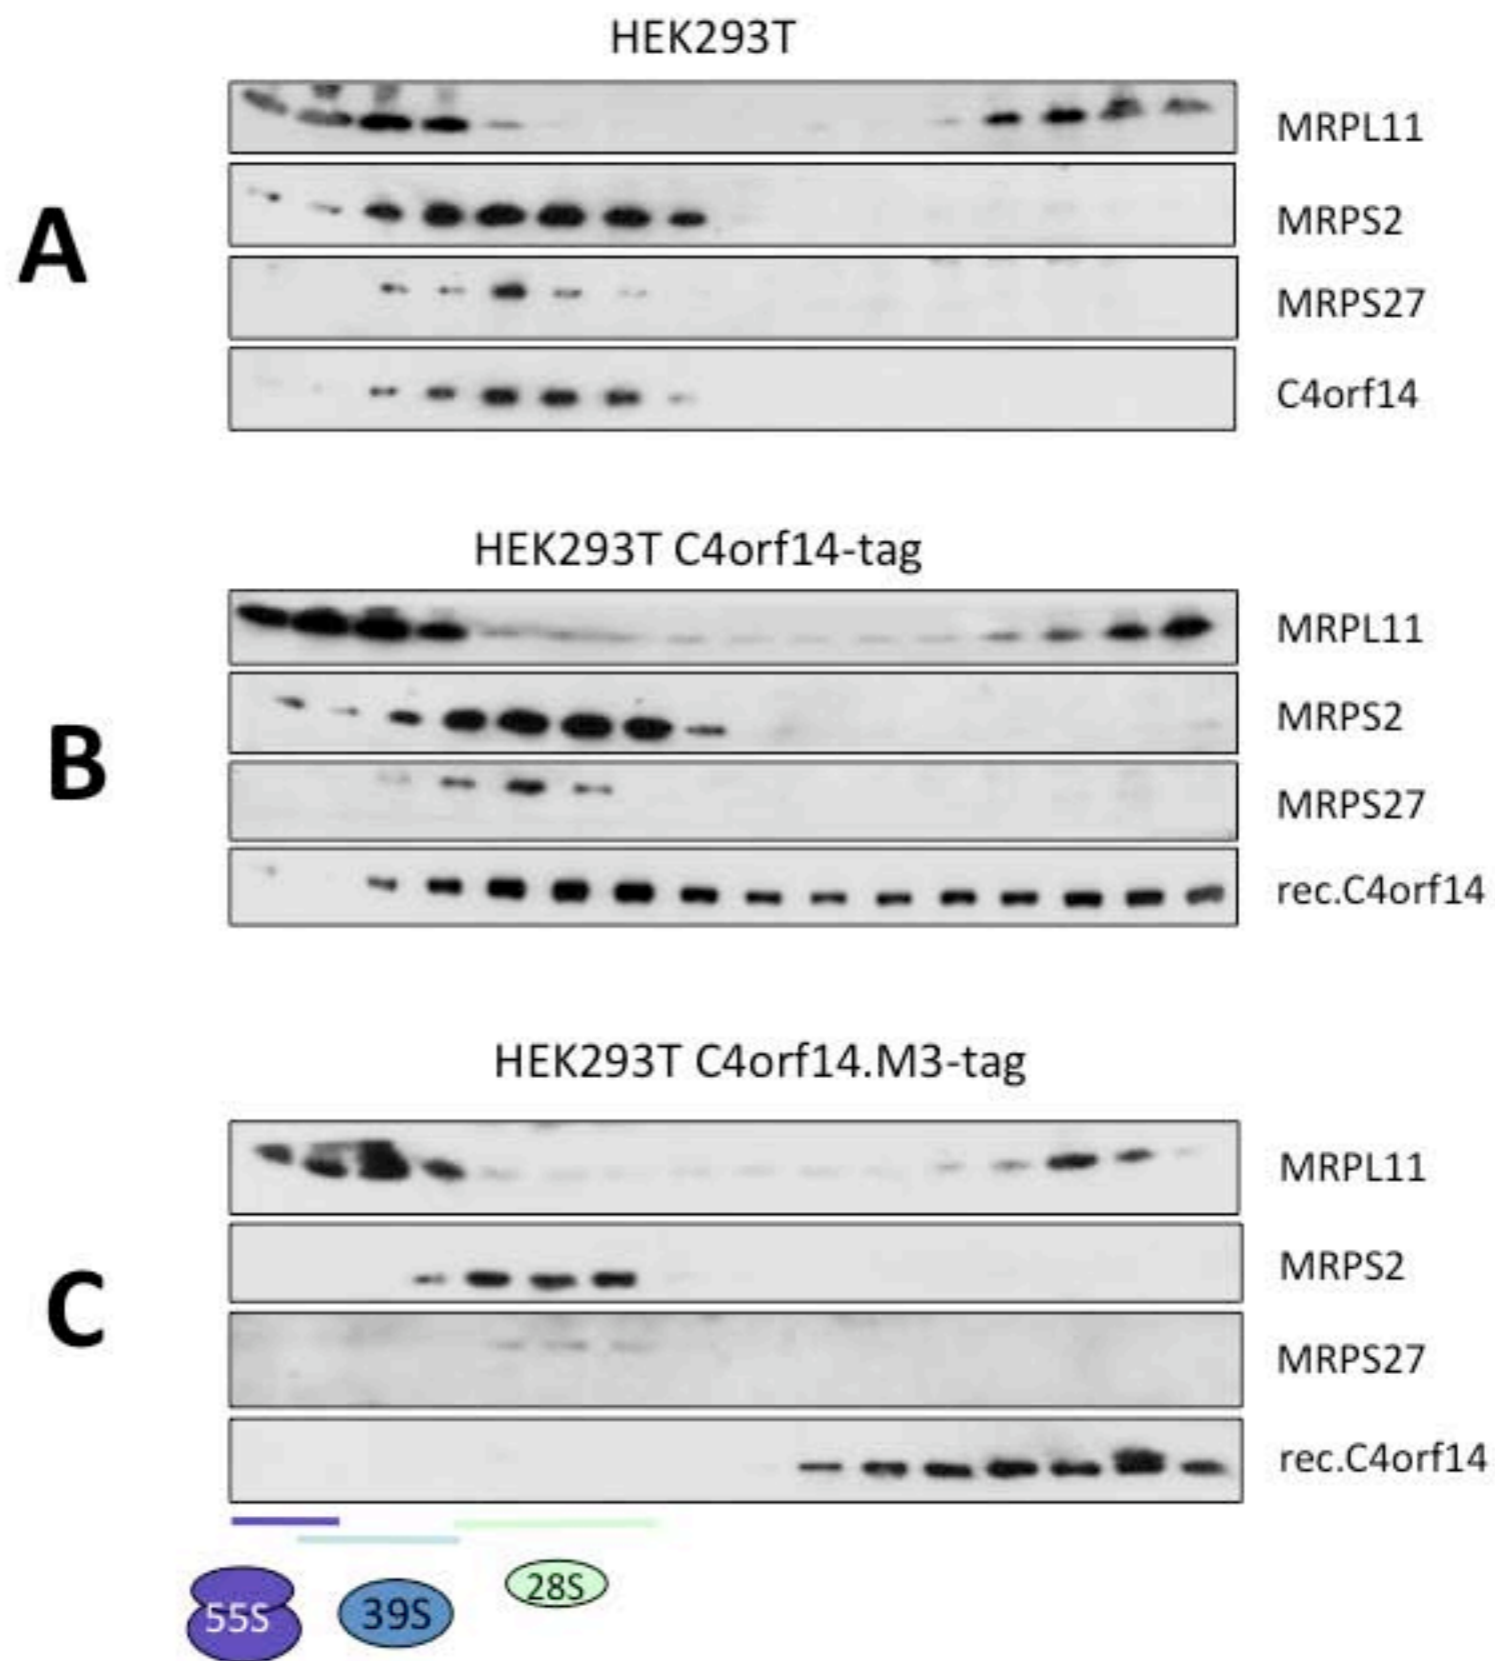 HEK293T
A
MRPL11
MRPS2
MRPS27
C4orf14
HEK293T C4orf14-tag
B
MRPL11
MRPS2
MRPS27
rec.C4orf14
HEK293T C4orf14.M3-tag
C
MRPL11
MRPS2
MRPS27
rec.C4orf14
55S
39S
28S